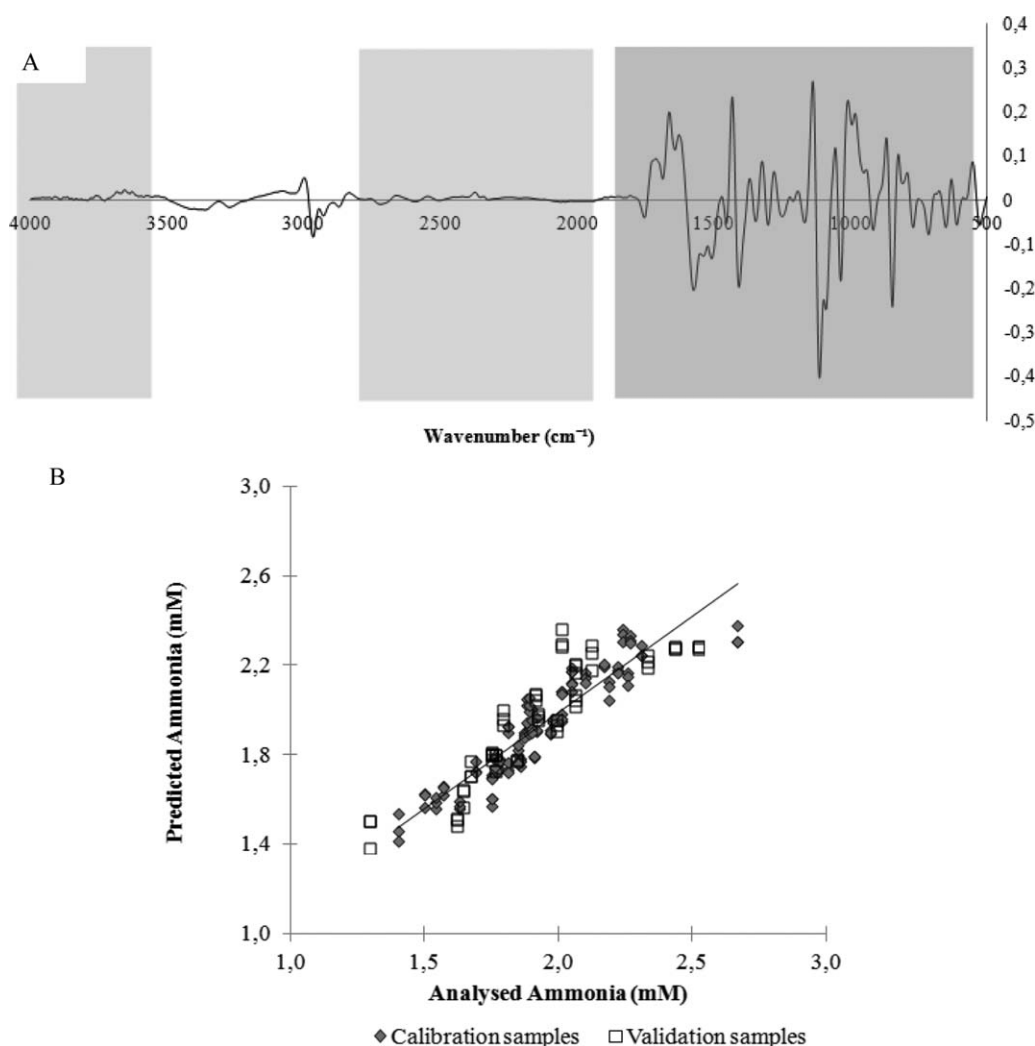 A
0,4
0,3
0,2
0,1
0
-0,1
-0,2
-0,3
-0,4
-0,5
4000 3500 3000 2500 2000 1500 1000 500
Wavenumber (cm⁻¹)
B
Predicted Ammonia (mM)
3,0
2,6
2,2
1,8
1,4
1,0
1,0 1,5 2,0 2,5 3,0
Analysed Ammonia (mM)
Calibration samples Validation samples